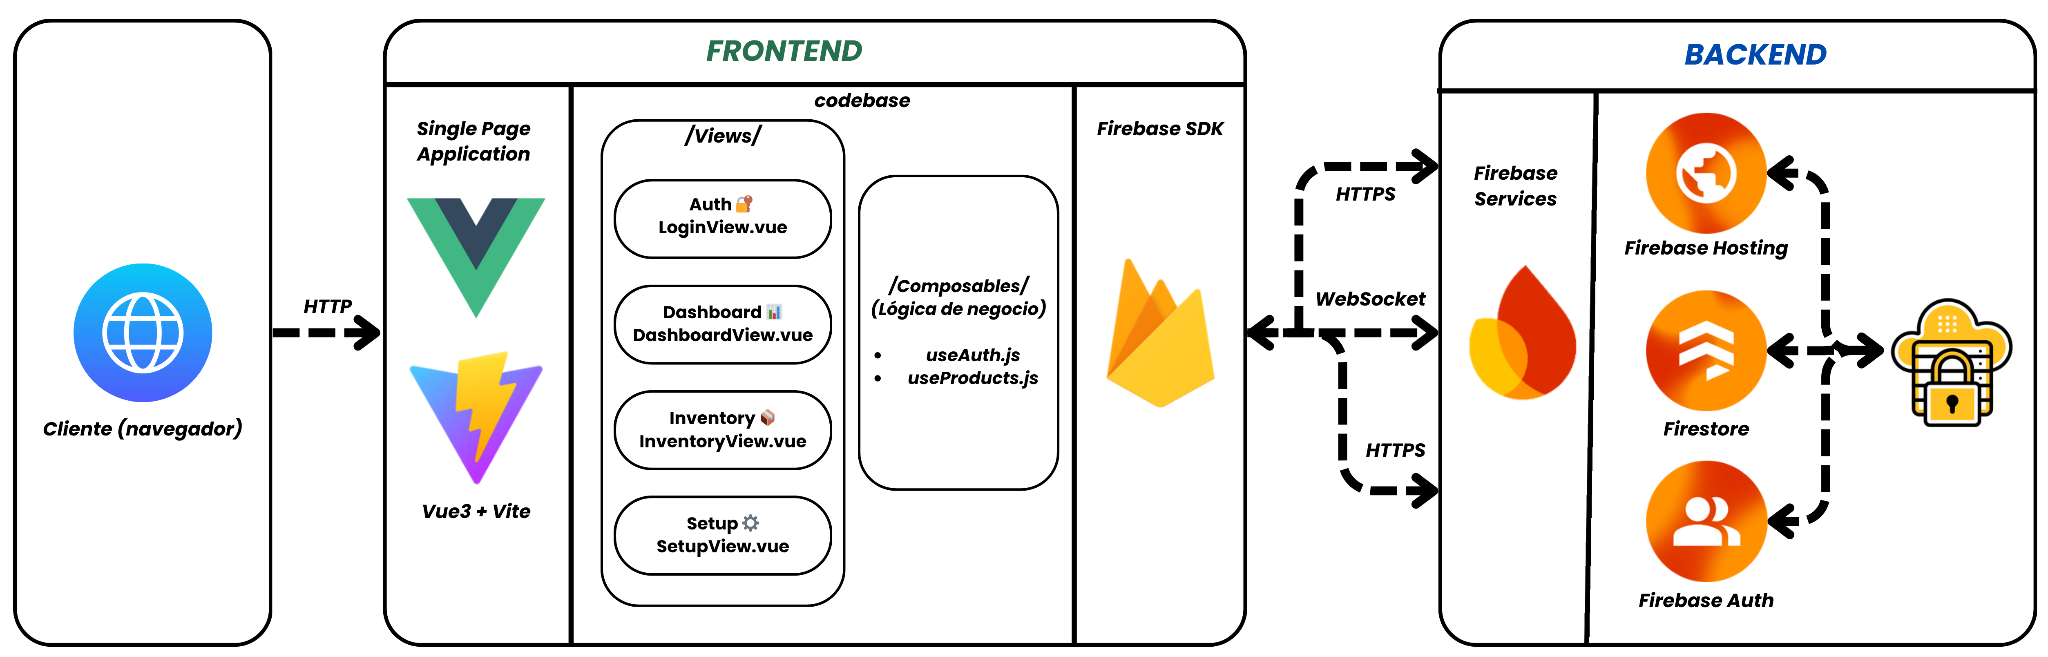 Cliente (navegador)
HTTP
FRONTEND
Single Page
Application
Vue3 + Vite
codebase
/Views/
Auth 🔐
LoginView.vue
Dashboard 📊
DashboardView.vue
Inventory 📦
InventoryView.vue
Setup ⚙️
SetupView.vue
/Composables/
(Lógica de negocio)
• useAuth.js
• useProducts.js
Firebase SDK
HTTPS
WebSocket
HTTPS
BACKEND
Firebase
Services
Firebase Hosting
Firestore
Firebase Auth